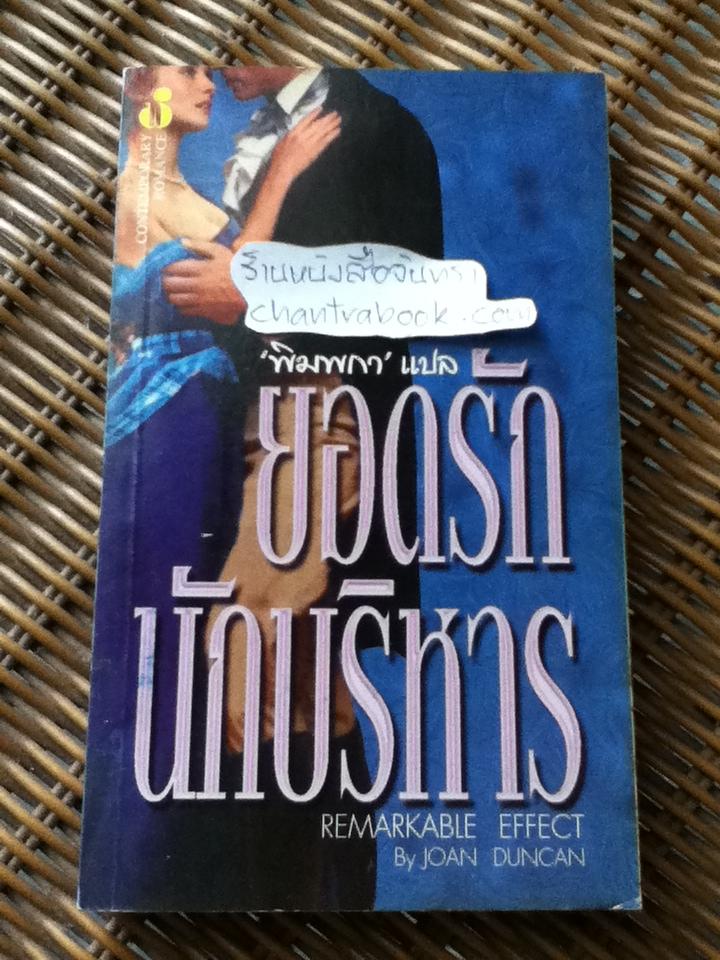 CONTEMPORARY
ROMANCE
ร้านหนังสือจันทรา
chantrabook.com
'พิมพกา' แปล
ยอดรัก
นักบริหาร
REMARKABLE EFFECT
By JOAN DUNCAN